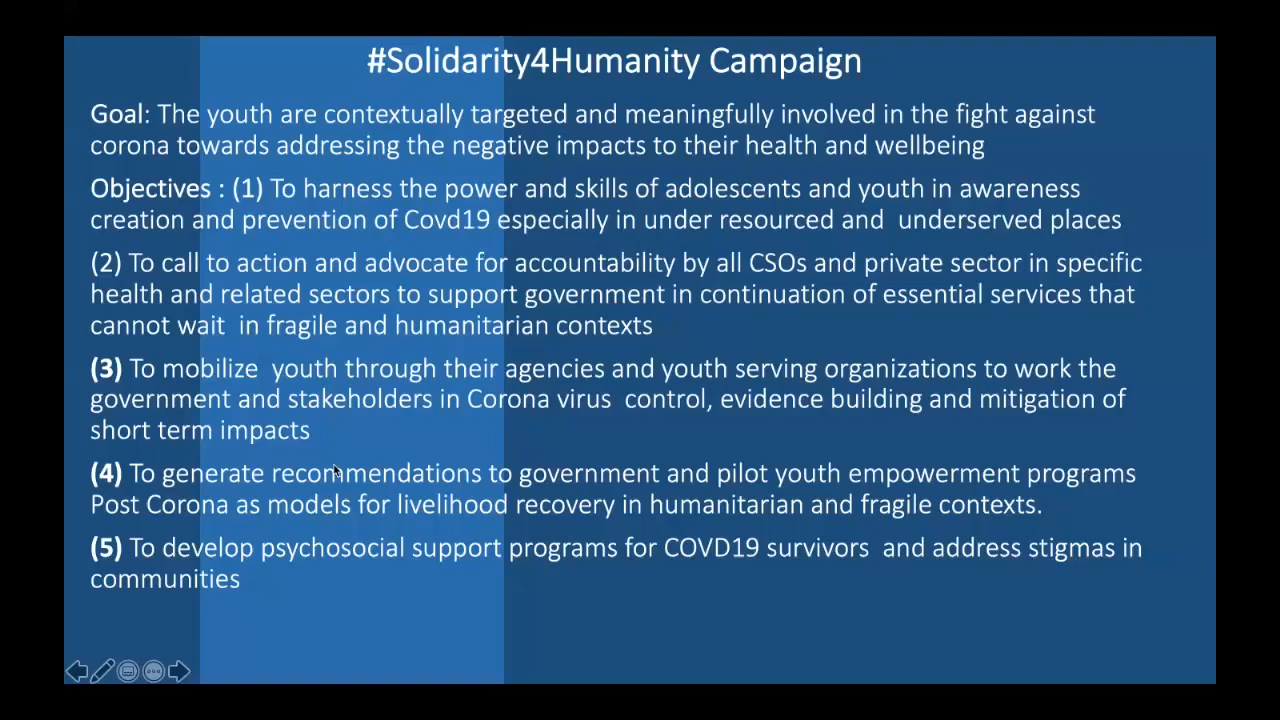 #Solidarity4Humanity Campaign
Goal: The youth are contextually targeted and meaningfully involved in the fight against
corona towards addressing the negative impacts to their health and wellbeing
Objectives : (1) To harness the power and skills of adolescents and youth in awareness
creation and prevention of Covd19 especially in under resourced and  underserved places
(2) To call to action and advocate for accountability by all CSOs and private sector in specific
health and related sectors to support government in continuation of essential services that
cannot wait  in fragile and humanitarian contexts
(3) To mobilize  youth through their agencies and youth serving organizations to work the
government and stakeholders in Corona virus  control, evidence building and mitigation of
short term impacts
(4) To generate recommendations to government and pilot youth empowerment programs
Post Corona as models for livelihood recovery in humanitarian and fragile contexts.
(5) To develop psychosocial support programs for COVD19 survivors  and address stigmas in
communities